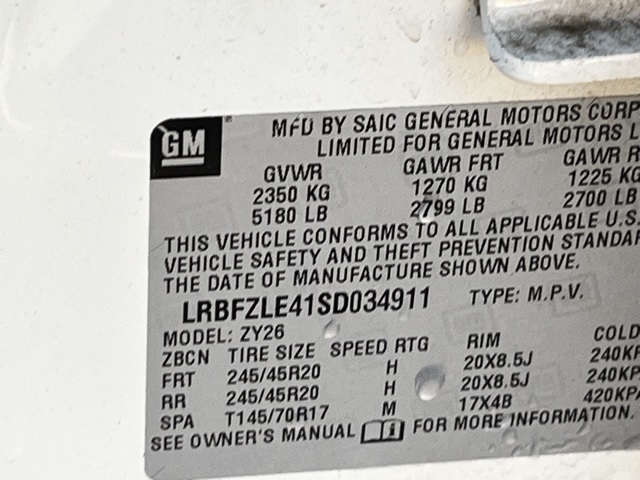 GM
MFD BY SAIC GENERAL MOTORS CORP
LIMITED FOR GENERAL MOTORS L
GVWR GAWR FRT GAWR R
2350 KG 1270 KG 1225 KG
5180 LB 2799 LB 2700 LB
THIS VEHICLE CONFORMS TO ALL APPLICABLE U.S.
VEHICLE SAFETY AND THEFT PREVENTION STANDAR
THE DATE OF MANUFACTURE SHOWN ABOVE.
LRBFZLE41SD034911 TYPE: M.P.V.
MODEL: ZY26
ZBCN TIRE SIZE SPEED RTG RIM COLD
FRT 245/45R20 H 20X8.5J 240KP
RR 245/45R20 H 20X8.5J 240KP
SPA T145/70R17 M 17X4B 420KPA
SEE OWNER'S MANUAL FOR MORE INFORMATION.